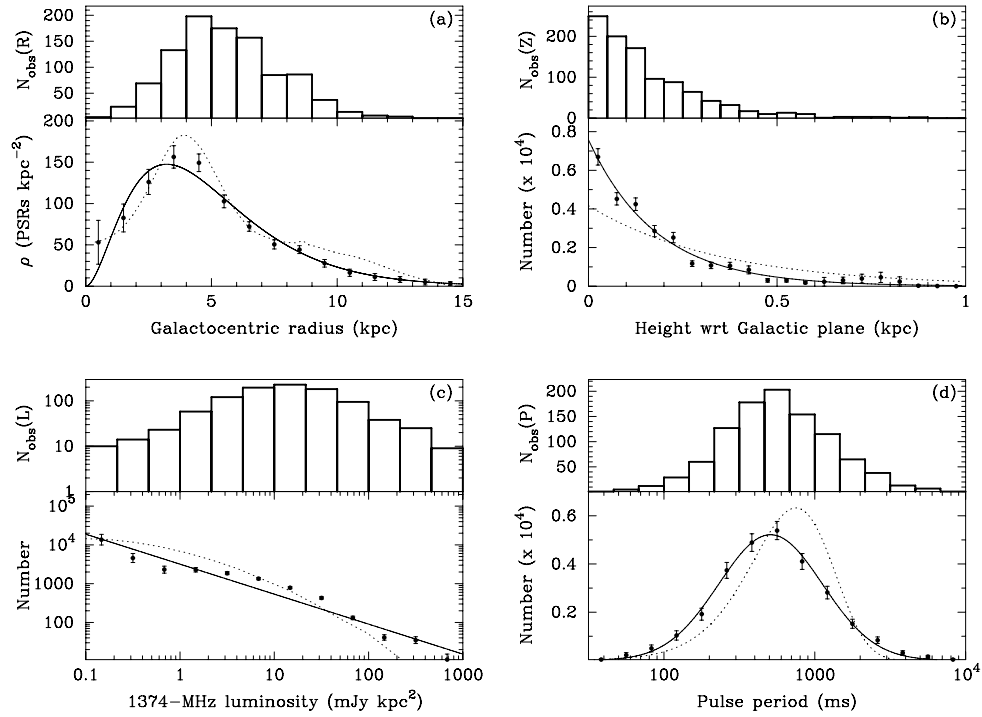 (a)
N_obs(R)
200
150
100
50
200
150
100
50
0
ρ (PSRs kpc⁻²)
0 5 10 15
Galactocentric radius (kpc)
(b)
N_obs(Z)
200
100
0
0.8
0.6
0.4
0.2
0
Number (x 10⁴)
0 0.5 1
Height wrt Galactic plane (kpc)
(c)
N_obs(L)
100
10
1
10⁵
10⁴
1000
100
Number
0.1 1 10 100 1000
1374-MHz luminosity (mJy kpc²)
(d)
N_obs(P)
200
150
100
50
0.6
0.4
0.2
Number (x 10⁴)
100 1000 10⁴
Pulse period (ms)